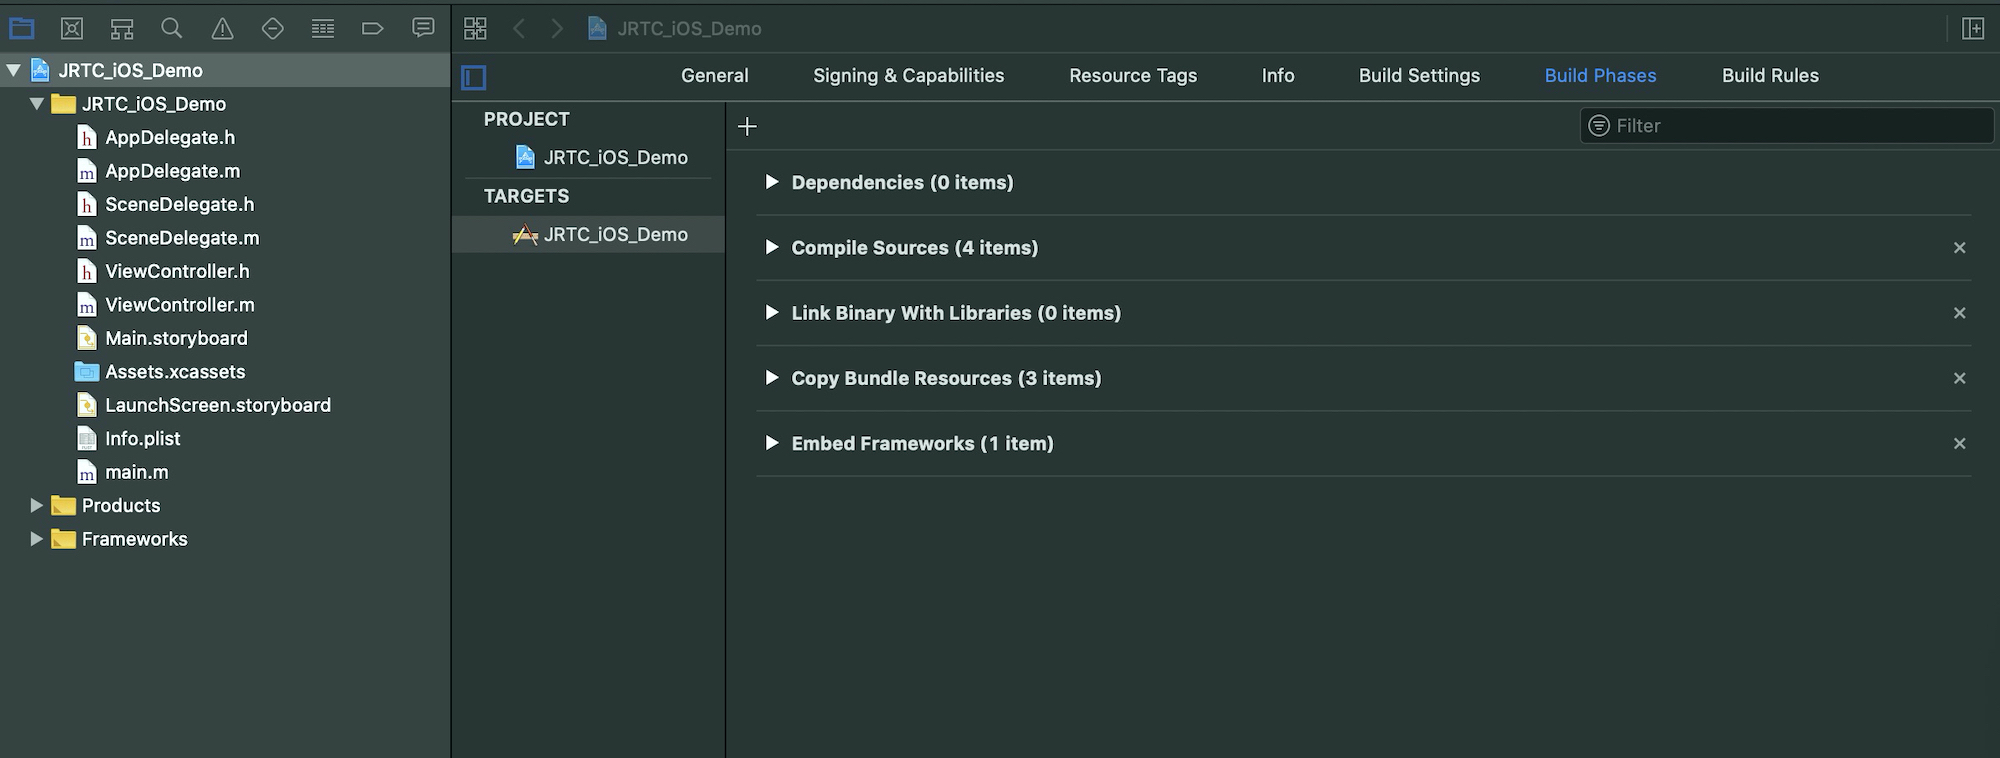 JRTC_iOS_Demo
JRTC_iOS_Demo
AppDelegate.h
AppDelegate.m
SceneDelegate.h
SceneDelegate.m
ViewController.h
ViewController.m
Main.storyboard
Assets.xcassets
LaunchScreen.storyboard
Info.plist
main.m
Products
Frameworks
JRTC_iOS_Demo
General Signing & Capabilities Resource Tags Info Build Settings Build Phases Build Rules
PROJECT
JRTC_iOS_Demo
TARGETS
JRTC_iOS_Demo
Filter
Dependencies (0 items)
Compile Sources (4 items)
Link Binary With Libraries (0 items)
Copy Bundle Resources (3 items)
Embed Frameworks (1 item)